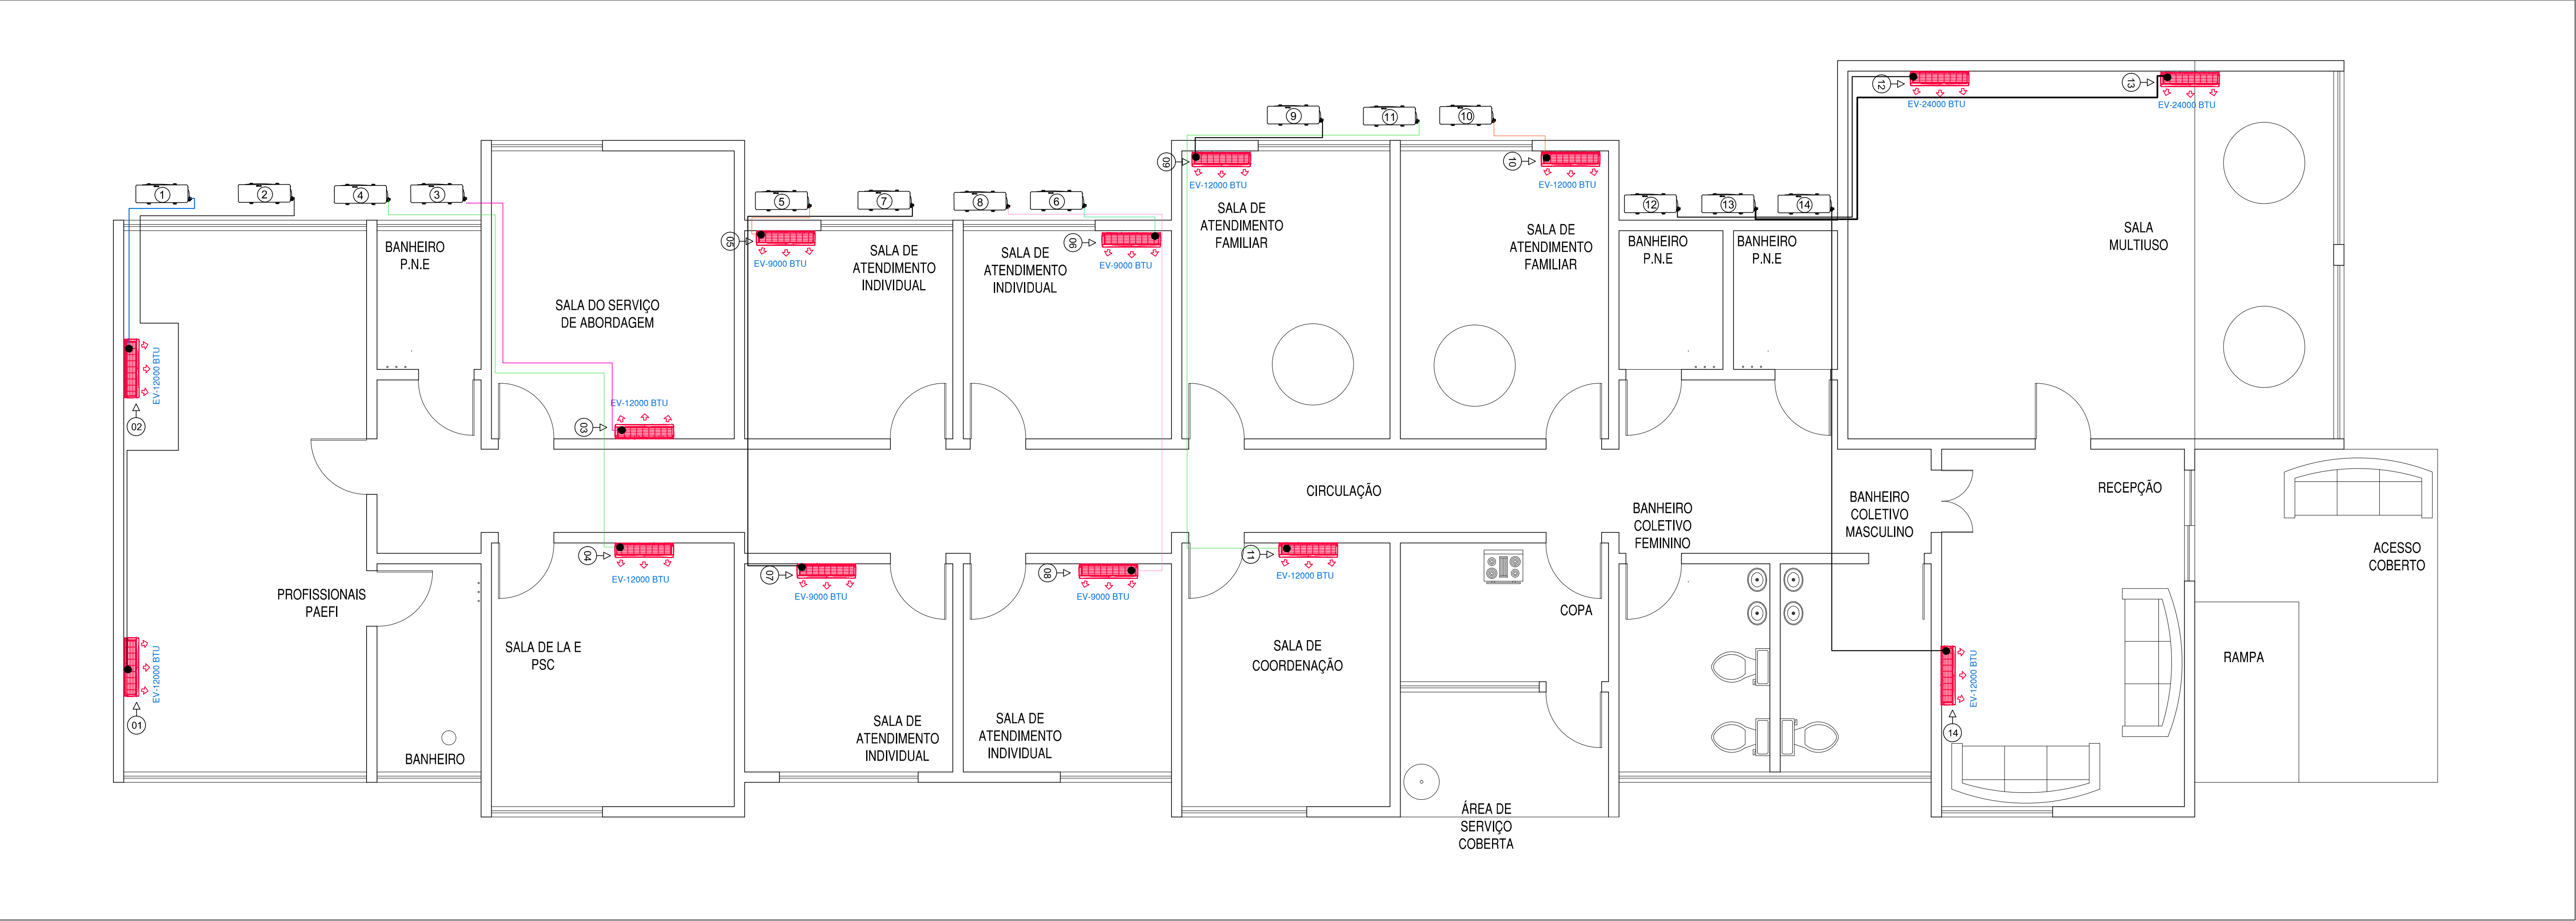 12
EV-24000 BTU
13
EV-24000 BTU
9
11
10
09
EV-12000 BTU
10
EV-12000 BTU
1
2
4
3
5
7
8
6
12
13
14
SALA DE
ATENDIMENTO
FAMILIAR
SALA DE
ATENDIMENTO
FAMILIAR
SALA
MULTIUSO
BANHEIRO
P.N.E
05
EV-9000 BTU
SALA DE
ATENDIMENTO
INDIVIDUAL
SALA DE
ATENDIMENTO
INDIVIDUAL
06
EV-9000 BTU
BANHEIRO
P.N.E
BANHEIRO
P.N.E
SALA DO SERVIÇO
DE ABORDAGEM
EV-12000 BTU
02
EV-12000 BTU
03
CIRCULAÇÃO
BANHEIRO
COLETIVO
FEMININO
BANHEIRO
COLETIVO
MASCULINO
RECEPÇÃO
ACESSO
COBERTO
04
EV-12000 BTU
07
EV-9000 BTU
08
EV-9000 BTU
11
EV-12000 BTU
PROFISSIONAIS
PAEFI
COPA
SALA DE LA E
PSC
SALA DE
COORDENAÇÃO
RAMPA
EV-12000 BTU
01
EV-12000 BTU
14
BANHEIRO
SALA DE
ATENDIMENTO
INDIVIDUAL
SALA DE
ATENDIMENTO
INDIVIDUAL
ÁREA DE
SERVIÇO
COBERTA